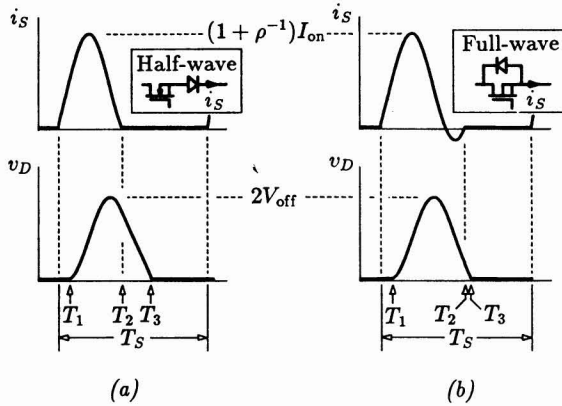 i_S (1 + ρ⁻¹)I_on i_S
Half-wave
i_S
Full-wave
i_S
v_D 2V_off v_D
T_1 T_2 T_3
T_S
T_1 T_2 T_3
T_S
(a) (b)